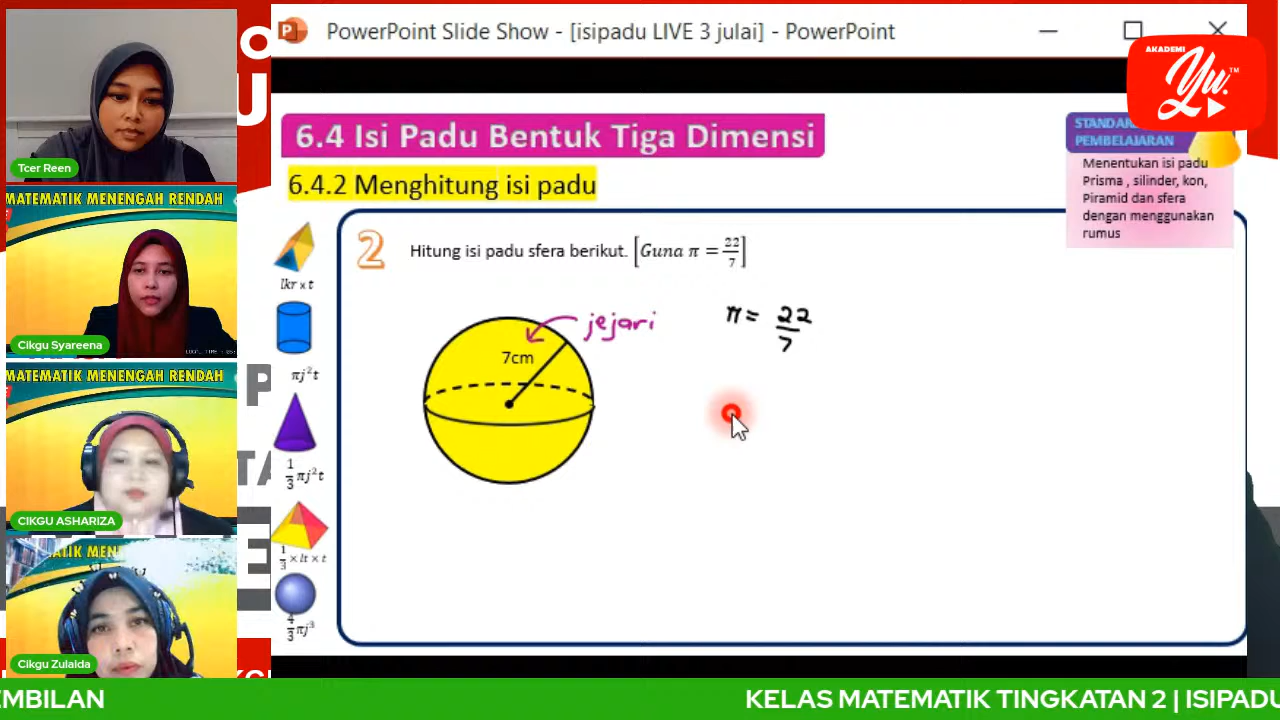 PowerPoint Slide Show - [isipadu LIVE 3 julai] - PowerPoint
AKADEMI
Yu.
TM
6.4 Isi Padu Bentuk Tiga Dimensi
6.4.2 Menghitung isi padu
STANDARD
PEMBELAJARAN
Menentukan isi padu
Prisma , silinder, kon,
Piramid dan sfera
dengan menggunakan
rumus
2
Hitung isi padu sfera berikut. [Guna π = 22/7]
jejari
7cm
π = 22/7
lkr × t
πj²t
1/3 πj²t
1/3 × lt × t
4/3 πj³
Tcer Reen
MATEMATIK MENENGAH RENDAH
Cikgu Syareena
MATEMATIK MENENGAH RENDAH
CIKGU ASHARIZA
Cikgu Zulaida
EMBILAN
KELAS MATEMATIK TINGKATAN 2 | ISIPADU